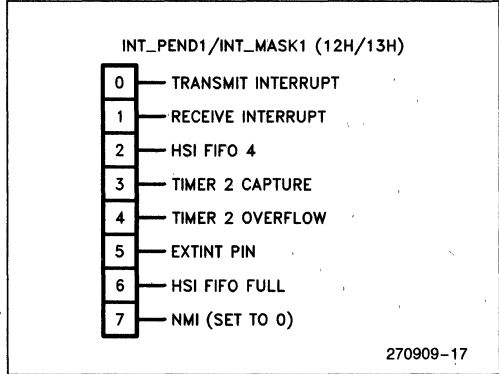 INT_PEND1/INT_MASK1 (12H/13H)
0 TRANSMIT INTERRUPT
1 RECEIVE INTERRUPT
2 HSI FIFO 4
3 TIMER 2 CAPTURE
4 TIMER 2 OVERFLOW
5 EXTINT PIN
6 HSI FIFO FULL
7 NMI (SET TO 0)
270909-17